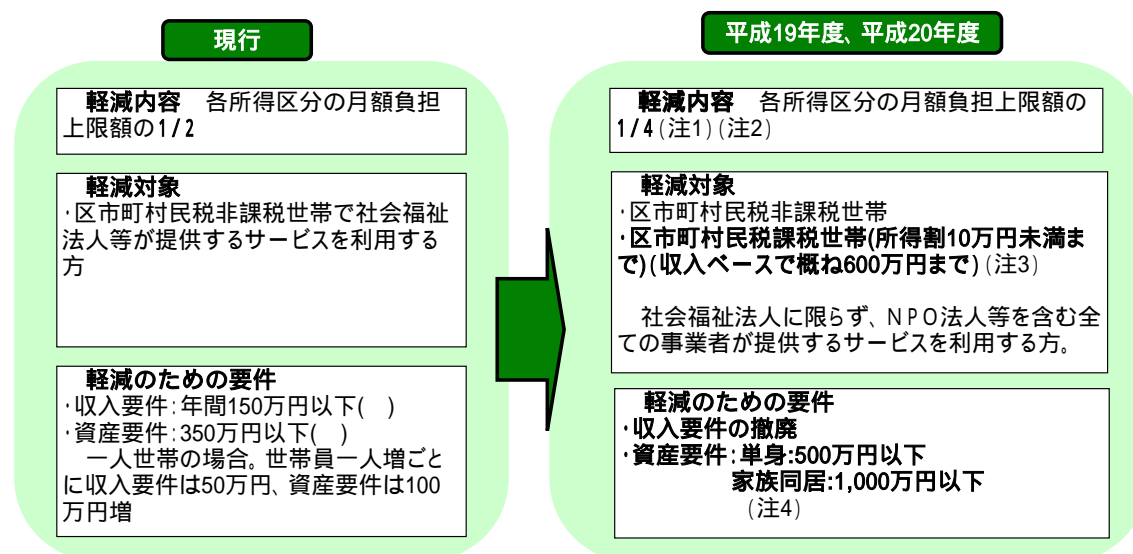 現行
軽減内容 各所得区分の月額負担
上限額の1/2
軽減対象
・区市町村民税非課税世帯で社会福祉
法人等が提供するサービスを利用する
方
軽減のための要件
・収入要件:年間150万円以下( )
・資産要件:350万円以下( )
一人世帯の場合。世帯員一人増ごと
に収入要件は50万円、資産要件は100
万円増
平成19年度、平成20年度
軽減内容 各所得区分の月額負担上限額の
1/4(注1)(注2)
軽減対象
・区市町村民税非課税世帯
・区市町村民税課税世帯(所得割10万円未満ま
で)(収入ベースで概ね600万円まで)(注3)
社会福祉法人に限らず、NPO法人等を含む全
ての事業者が提供するサービスを利用する方。
軽減のための要件
・収入要件の撤廃
・資産要件:単身:500万円以下
家族同居:1,000万円以下
(注4)